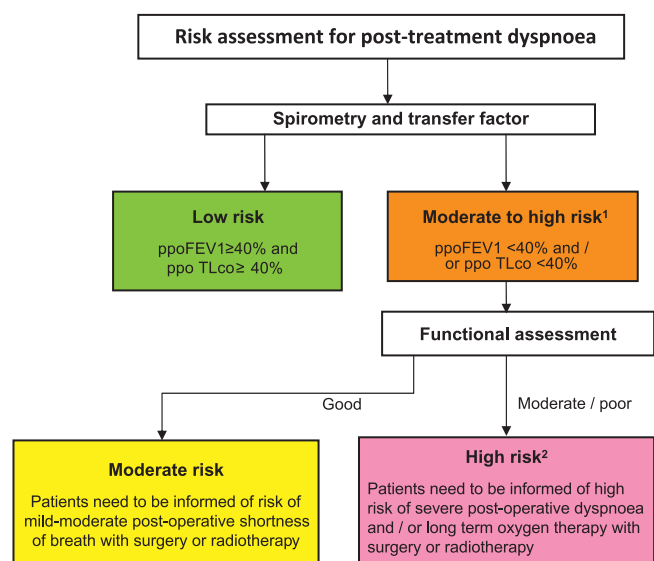 Risk assessment for post-treatment dyspnoea
Spirometry and transfer factor
Low risk
ppoFEV1≥40% and
ppo TLco≥ 40%
Moderate to high risk¹
ppoFEV1 <40% and /
or ppo TLco <40%
Functional assessment
Good
Moderate / poor
Moderate risk
Patients need to be informed of risk of
mild-moderate post-operative shortness
of breath with surgery or radiotherapy
High risk²
Patients need to be informed of high
risk of severe post-operative dyspnoea
and / or long term oxygen therapy with
surgery or radiotherapy